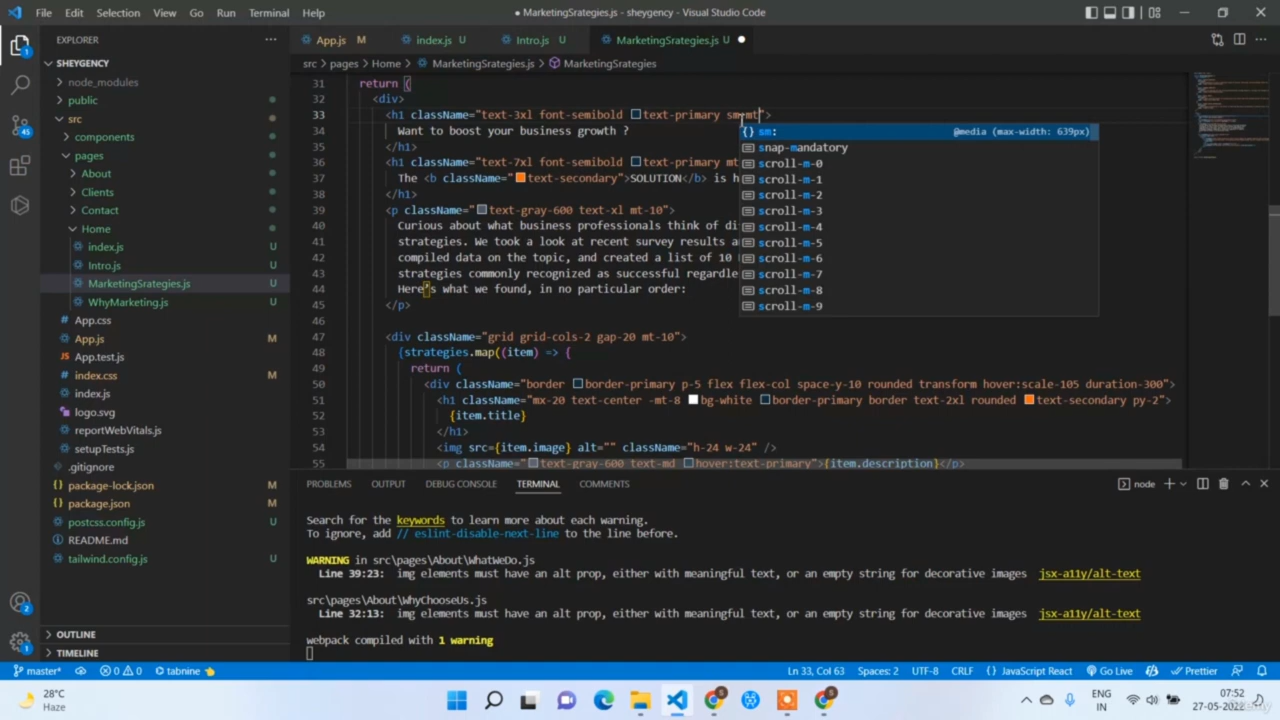 File Edit Selection View Go Run Terminal Help
● MarketingSrategies.js - sheygency - Visual Studio Code
EXPLORER
SHEYGENCY
node_modules
public
src
components
pages
About
Clients
Contact
Home
index.js U
Intro.js U
MarketingSrategies.js U
WhyMarketing.js U
App.css
App.js M
App.test.js
index.css M
index.js
logo.svg
reportWebVitals.js
setupTests.js
.gitignore
package-lock.json M
package.json M
postcss.config.js U
README.md
tailwind.config.js U
OUTLINE
TIMELINE
1
45
2
1
App.js M index.js U Intro.js U MarketingSrategies.js U ●
src > pages > Home > MarketingSrategies.js > MarketingSrategies
31 return (
32 <div>
33 <h1 className="text-3xl font-semibold text-primary sm:mt">
34 Want to boost your business growth ?
35 </h1>
36 <h1 className="text-7xl font-semibold text-primary mt
37 The <b className="text-secondary">SOLUTION</b> is h
38 </h1>
39 <p className="text-gray-600 text-xl mt-10">
40 Curious about what business professionals think of di
41 strategies. We took a look at recent survey results a
42 compiled data on the topic, and created a list of 10
43 strategies commonly recognized as successful regardle
44 Here's what we found, in no particular order:
45 </p>
46
47 <div className="grid grid-cols-2 gap-20 mt-10">
48 {strategies.map((item) => {
49 return (
50 <div className="border border-primary p-5 flex flex-col space-y-10 rounded transform hover:scale-105 duration-300">
51 <h1 className="mx-20 text-center -mt-8 bg-white border-primary border text-2xl rounded text-secondary py-2">
52 {item.title}
53 </h1>
54 <img src={item.image} alt="" className="h-24 w-24" />
55 <p className="text-gray-600 text-md hover:text-primary">{item.description}</p>
sm: @media (max-width: 639px)
snap-mandatory
scroll-m-0
scroll-m-1
scroll-m-2
scroll-m-3
scroll-m-4
scroll-m-5
scroll-m-6
scroll-m-7
scroll-m-8
scroll-m-9
PROBLEMS OUTPUT DEBUG CONSOLE TERMINAL COMMENTS
node
Search for the keywords to learn more about each warning.
To ignore, add // eslint-disable-next-line to the line before.
WARNING in src\pages\About\WhatWeDo.js
Line 39:23: img elements must have an alt prop, either with meaningful text, or an empty string for decorative images jsx-a11y/alt-text
src\pages\About\WhyChooseUs.js
Line 32:13: img elements must have an alt prop, either with meaningful text, or an empty string for decorative images jsx-a11y/alt-text
webpack compiled with 1 warning
master* 0 0 tabnine Ln 33, Col 63 Spaces: 2 UTF-8 CRLF JavaScript React Go Live Prettier
28°C
Haze
ENG
IN
07:52
27-05-2022